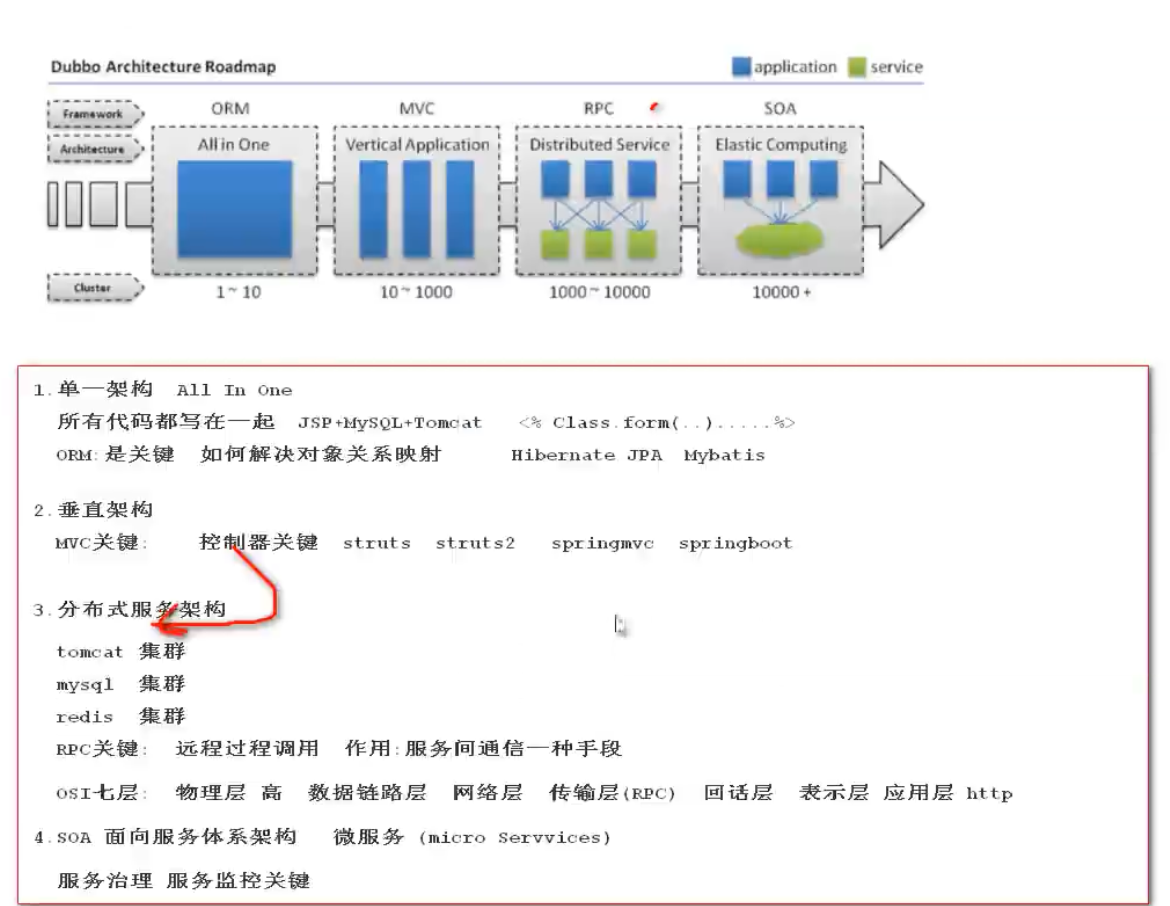 Dubbo Architecture Roadmap
application service
Framework ORM MVC RPC SOA
Architecture All in One Vertical Application Distributed Service Elastic Computing
Cluster 1 ~ 10 10 ~ 1000 1000 ~ 10000 10000 +
1.单一架构 All In One
所有代码都写在一起 JSP+MySQL+Tomcat <% Class.form(..).....%>
ORM:是关键 如何解决对象关系映射 Hibernate JPA Mybatis
2.垂直架构
MVC关键: 控制器关键 struts struts2 springmvc springboot
3.分布式服务架构
tomcat 集群
mysql 集群
redis 集群
RPC关键: 远程过程调用 作用:服务间通信一种手段
OSI七层: 物理层 高 数据链路层 网络层 传输层(RPC) 回话层 表示层 应用层 http
4.SOA 面向服务体系架构 微服务 (micro Servvices)
服务治理 服务监控关键